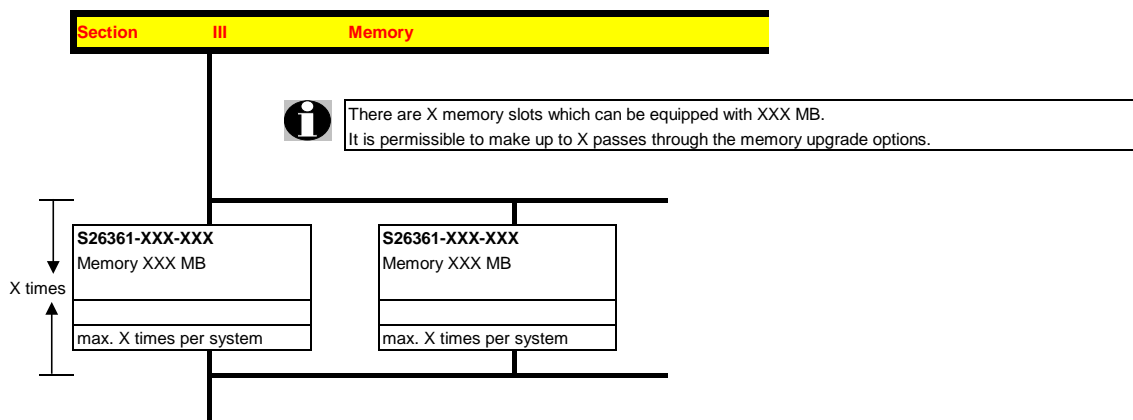 Section III Memory
There are X memory slots which can be equipped with XXX MB.
It is permissible to make up to X passes through the memory upgrade options.
X times
S26361-XXX-XXX
Memory XXX MB
max. X times per system
S26361-XXX-XXX
Memory XXX MB
max. X times per system